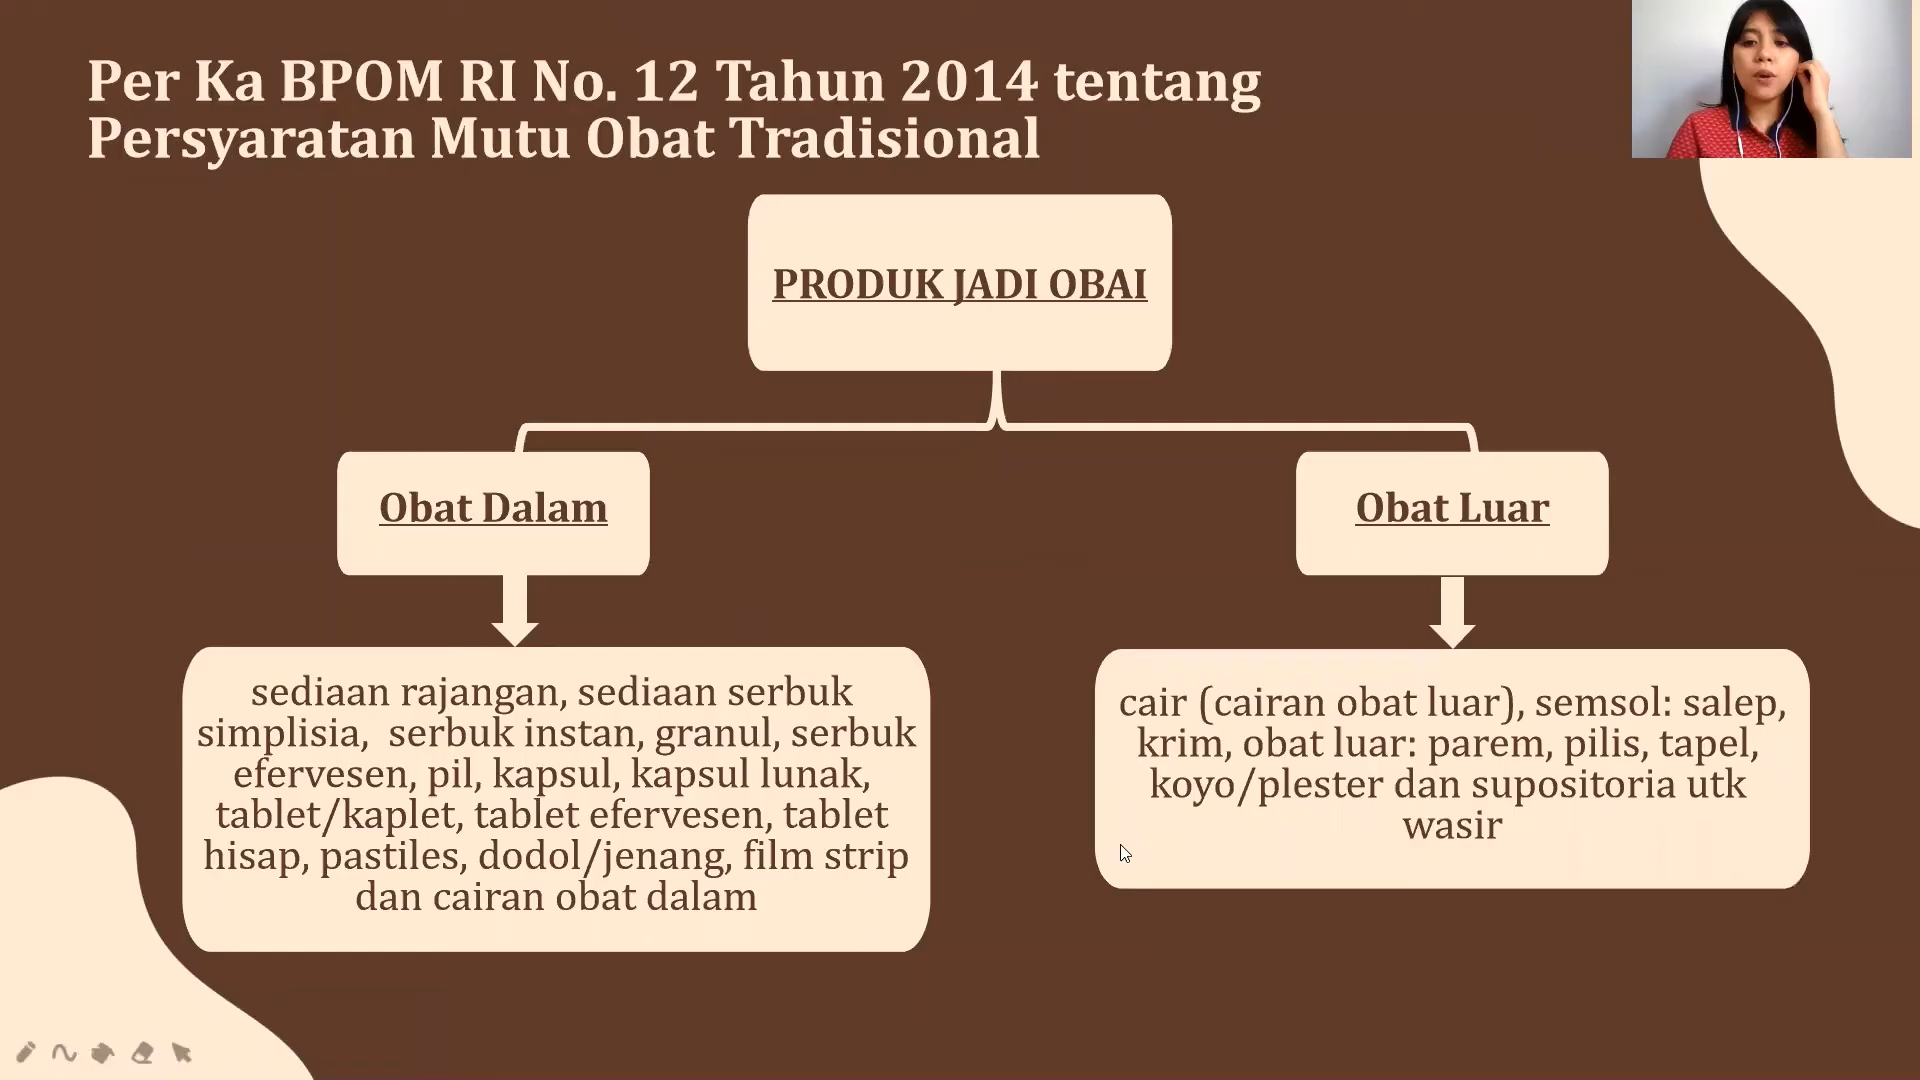 Per Ka BPOM RI No. 12 Tahun 2014 tentang
Persyaratan Mutu Obat Tradisional
PRODUK JADI OBAI
Obat Dalam
Obat Luar
sediaan rajangan, sediaan serbuk
simplisia, serbuk instan, granul, serbuk
efervesen, pil, kapsul, kapsul lunak,
tablet/kaplet, tablet efervesen, tablet
hisap, pastiles, dodol/jenang, film strip
dan cairan obat dalam
cair (cairan obat luar), semsol: salep,
krim, obat luar: parem, pilis, tapel,
koyo/plester dan supositoria utk
wasir